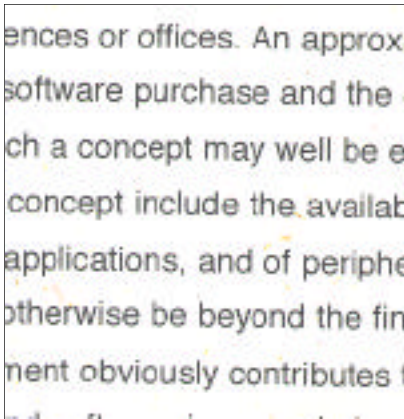 ences or offices. An approx
software purchase and the
ch a concept may well be e
concept include the availab
applications, and of periphe
otherwise be beyond the fin
ment obviously contributes t